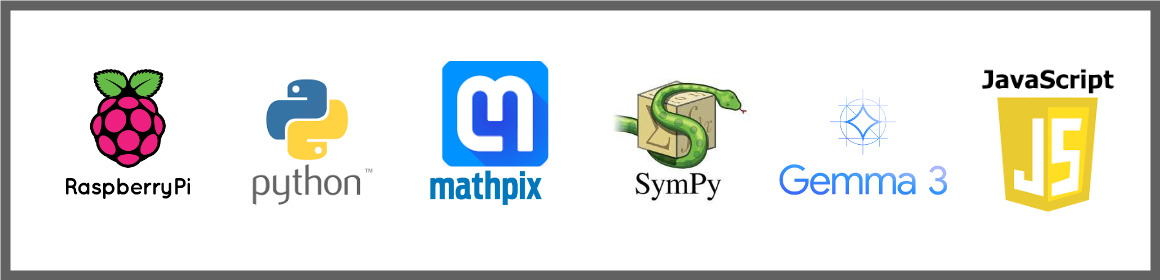 RaspberryPi
python™
mathpix
SymPy
Gemma 3
JavaScript
JS